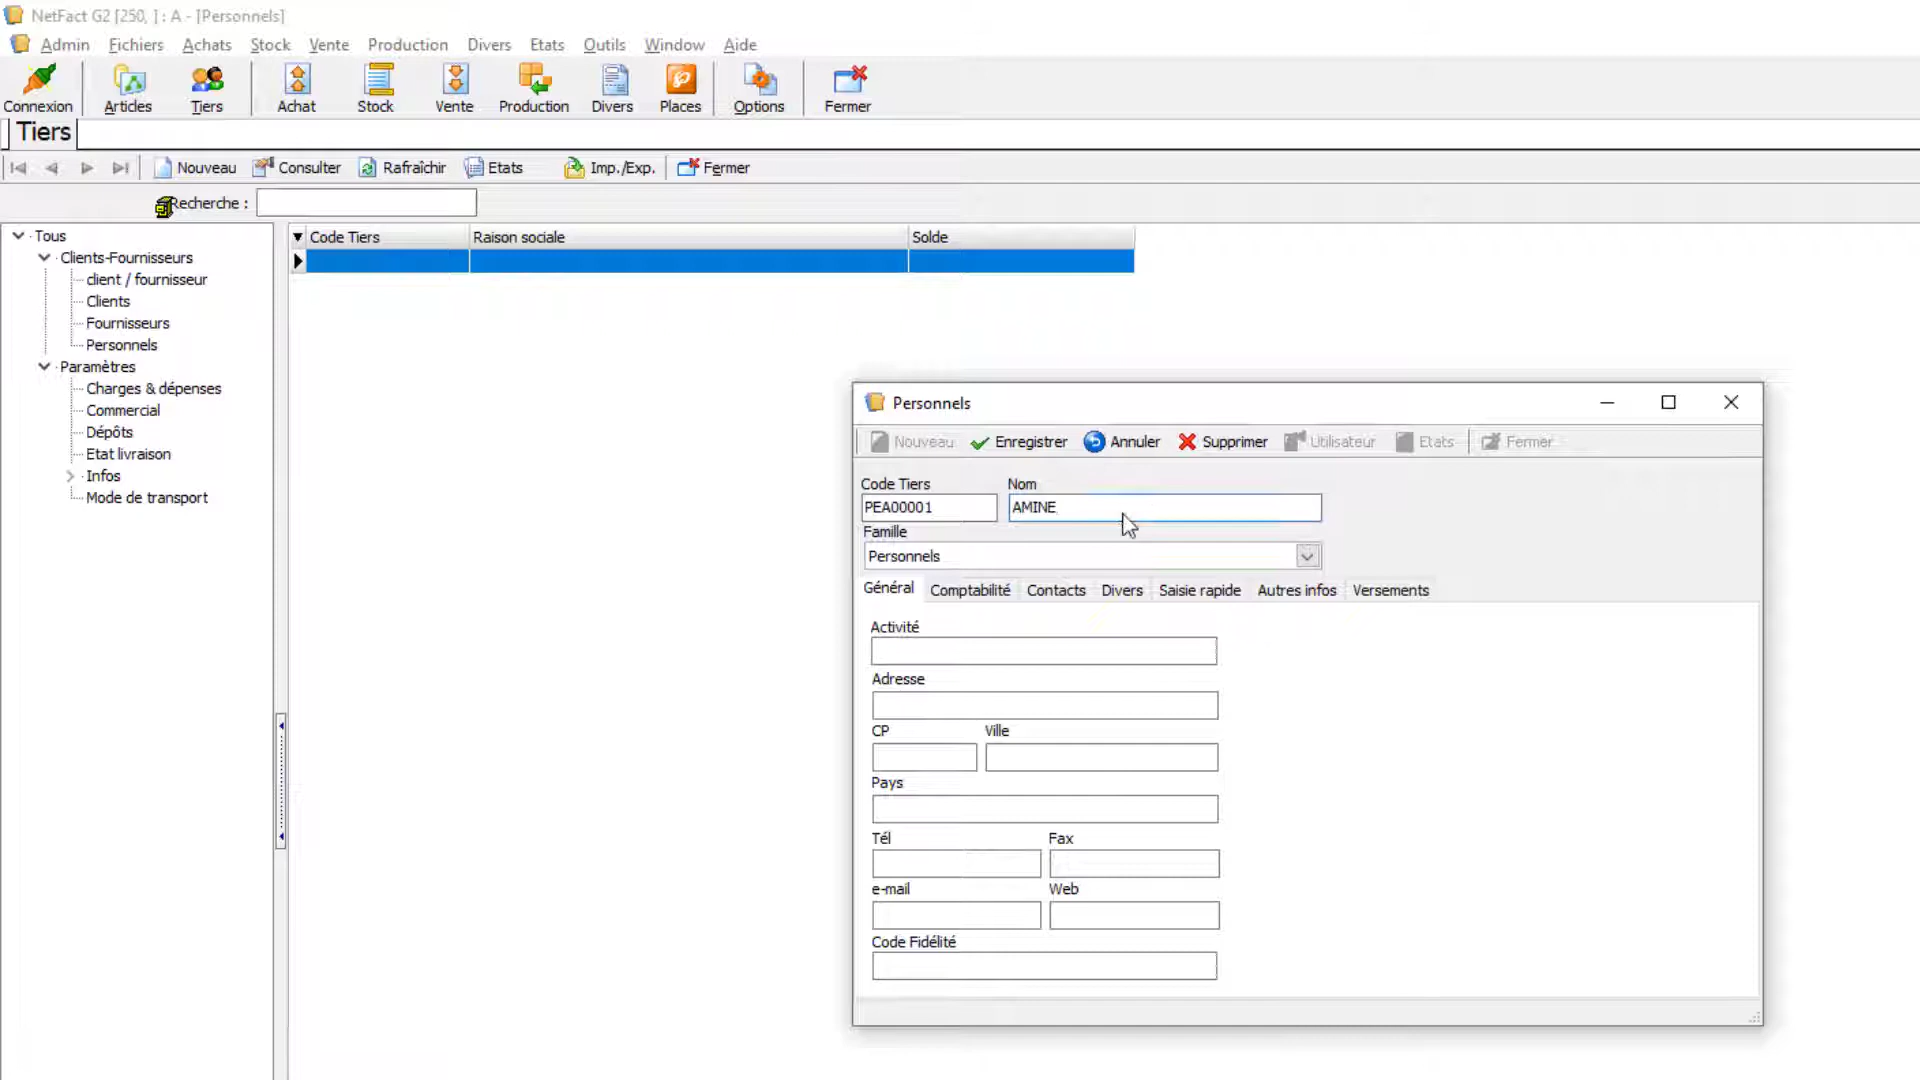 NetFact G2 [250, ] : A - [Personnels]
Admin Fichiers Achats Stock Vente Production Divers Etats Outils Window Aide
Connexion Articles Tiers Achat Stock Vente Production Divers Places Options Fermer
Tiers
Nouveau Consulter Rafraîchir Etats Imp./Exp. Fermer
Recherche :
Code Tiers Raison sociale Solde
Tous
Clients-Fournisseurs
client / fournisseur
Clients
Fournisseurs
Personnels
Paramètres
Charges & dépenses
Commercial
Dépôts
Etat livraison
Infos
Mode de transport
Personnels
Nouveau Enregistrer Annuler Supprimer Utilisateur Etats Fermer
Code Tiers Nom
PEA00001 AMINE
Famille
Personnels
Général Comptabilité Contacts Divers Saisie rapide Autres infos Versements
Activité
Adresse
CP Ville
Pays
Tél Fax
e-mail Web
Code Fidélité